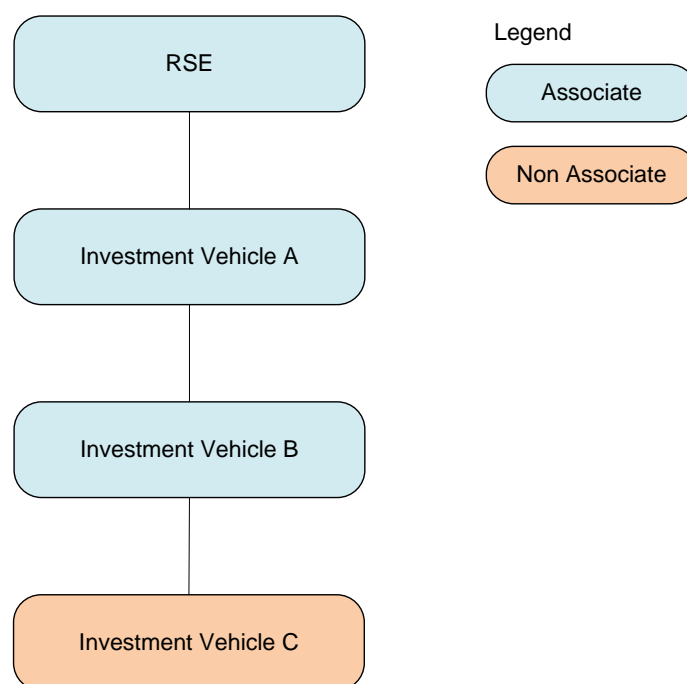 Legend
RSE
Associate
Non Associate
Investment Vehicle A
Investment Vehicle B
Investment Vehicle C